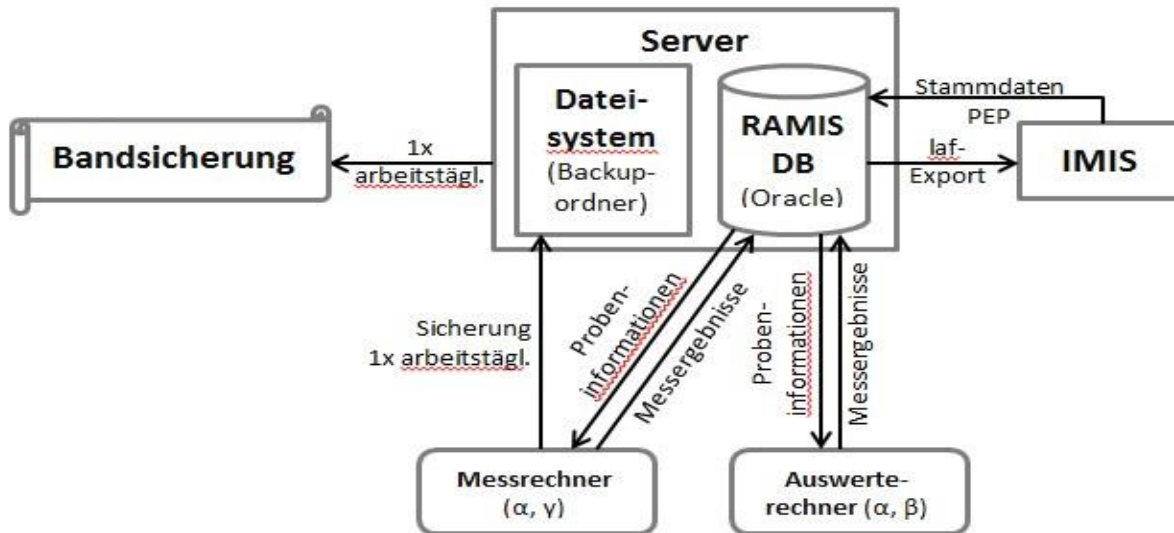 Server
Datei-
system
(Backup-
ordner)
RAMIS
DB
(Oracle)
Stammdaten
PEP
laf-
Export
IMIS
Bandsicherung
1x
arbeitstägl.
Sicherung
1x arbeitstägl.
Proben-
informationen
Messergebnisse
Proben-
informationen
Messergebnisse
Messrechner
(α, γ)
Auswerte-
rechner (α, β)